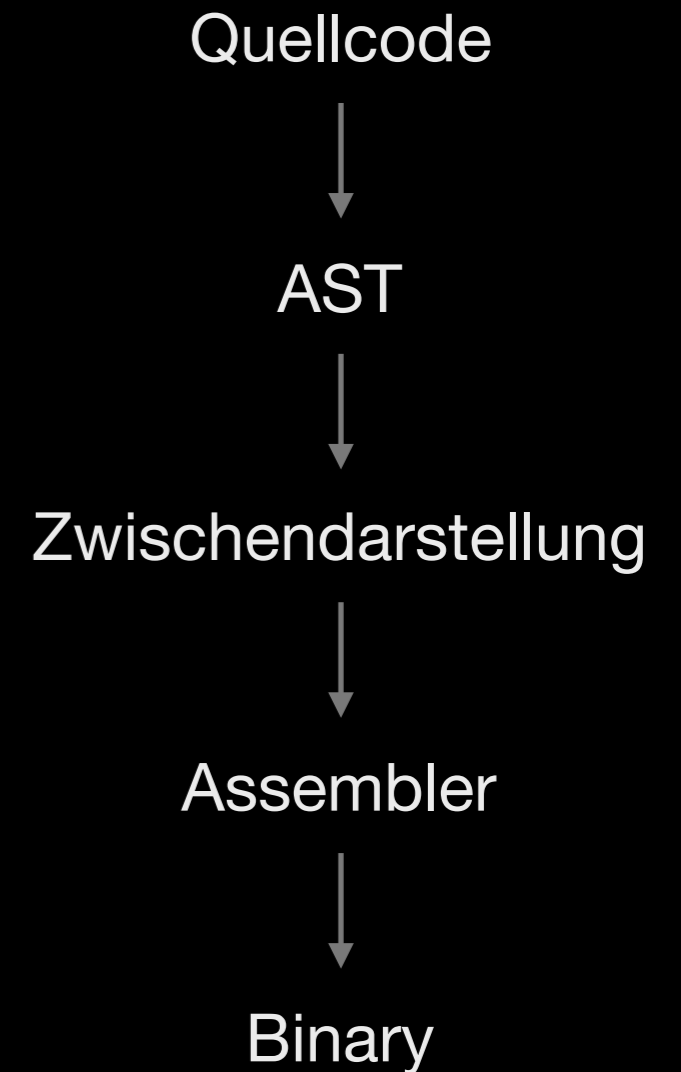 Quellcode
AST
Zwischendarstellung
Assembler
Binary